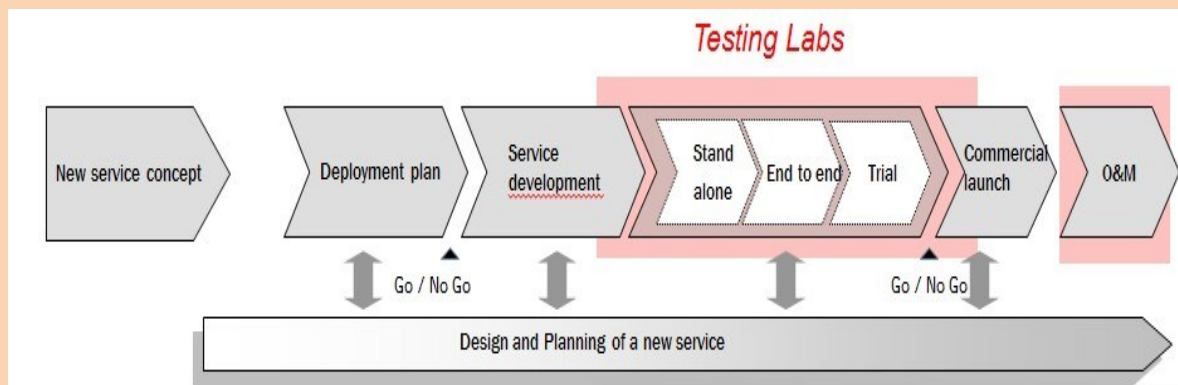 Testing Labs
New service concept
Deployment plan
Service
development
Stand
alone
End to end
Trial
Commercial
launch
O&M
Go / No Go
Go / No Go
Design and Planning of a new service